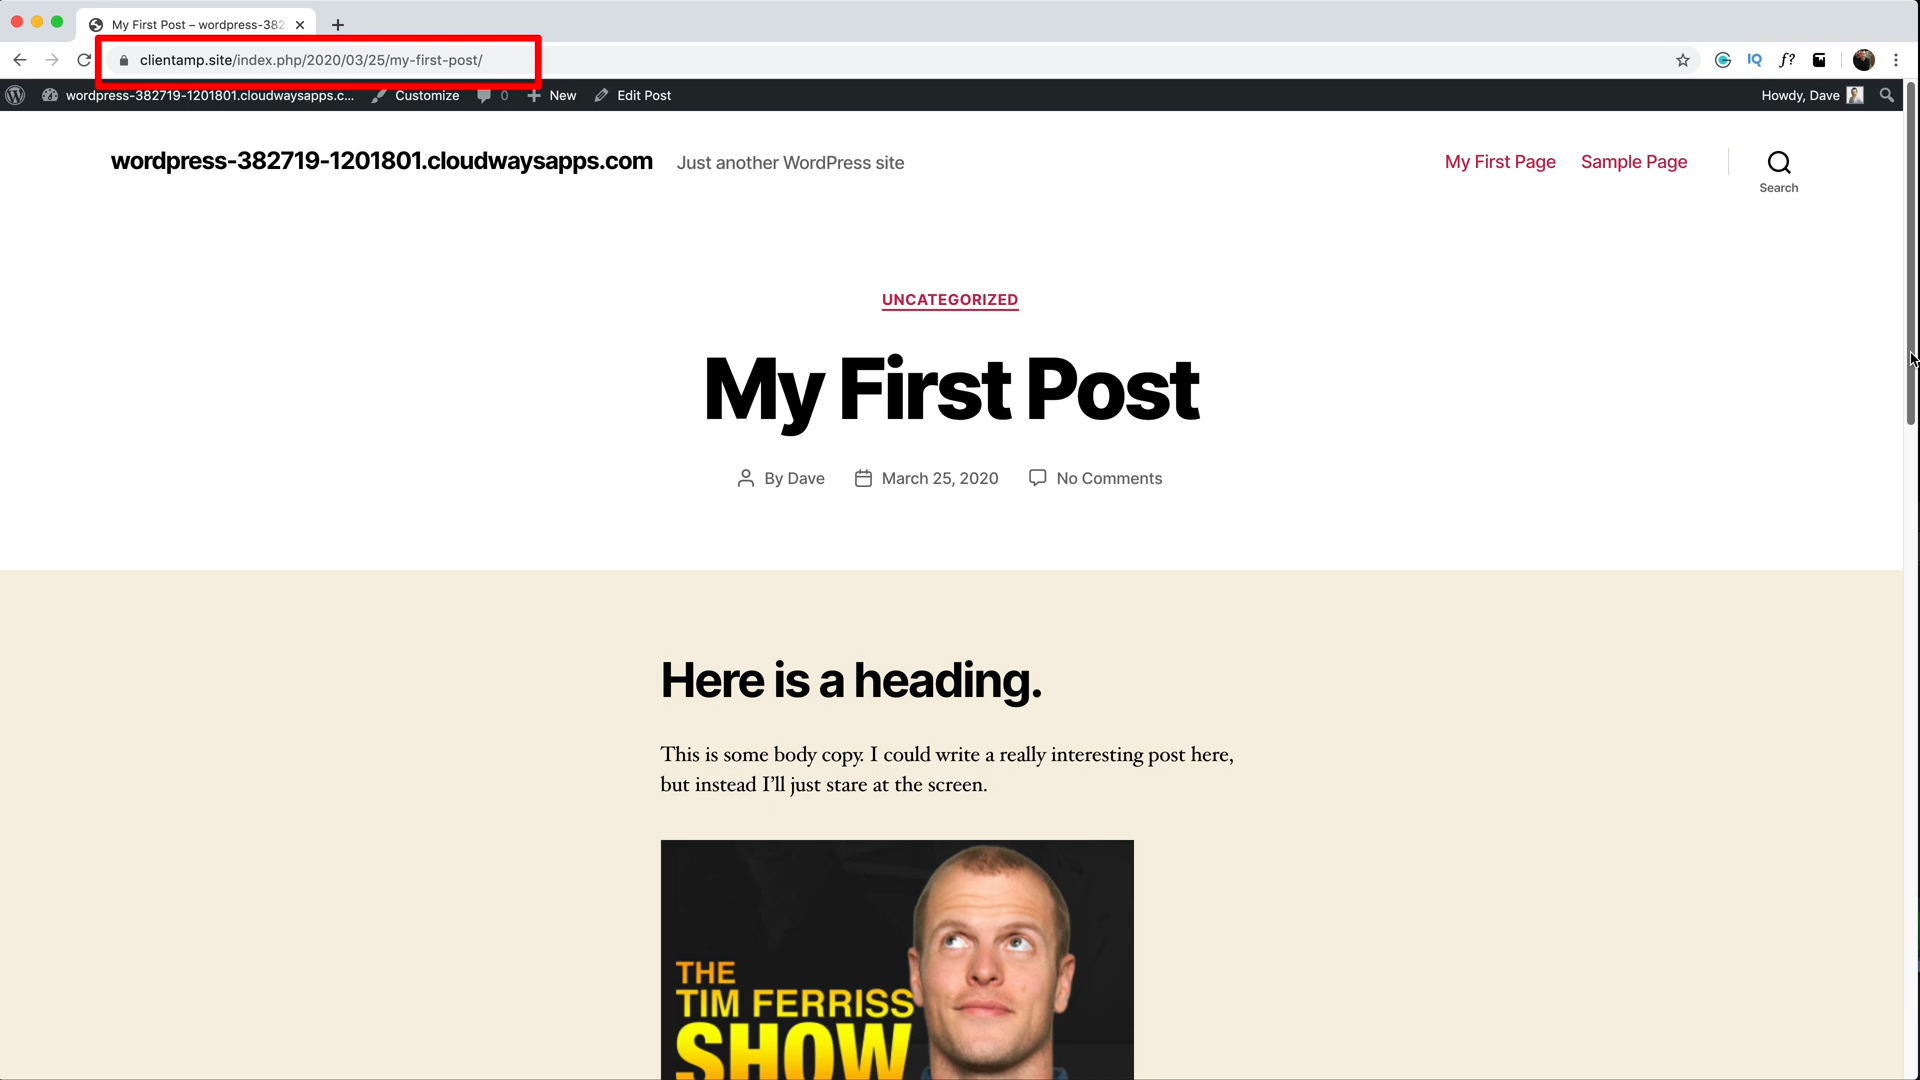 My First Post – wordpress-382
clientamp.site/index.php/2020/03/25/my-first-post/
IQ
f?
wordpress-382719-1201801.cloudwaysapps.c...
Customize
0
New
Edit Post
Howdy, Dave
wordpress-382719-1201801.cloudwaysapps.com
Just another WordPress site
My First Page
Sample Page
Search
UNCATEGORIZED
My First Post
By Dave
March 25, 2020
No Comments
Here is a heading.
This is some body copy. I could write a really interesting post here,
but instead I’ll just stare at the screen.
THE
TIM FERRISS
SHOW